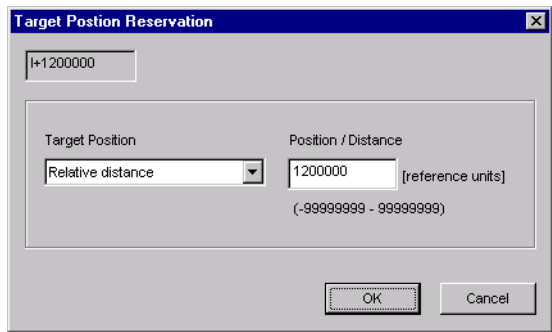 Target Postion Reservation
I+1200000
Target Position
Position / Distance
Relative distance
1200000
[reference units]
(-99999999 - 99999999)
OK
Cancel